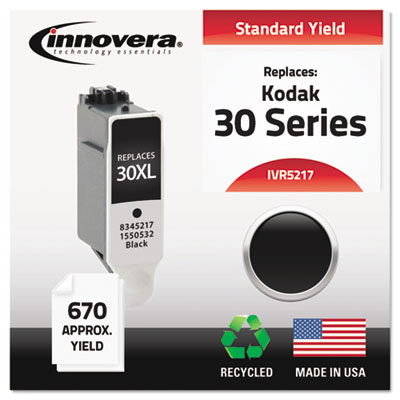 innovera
technology essentials
Standard Yield
Replaces:
Kodak
30 Series
IVR5217
REPLACES
30XL
8345217
1550532
Black
670
APPROX.
YIELD
RECYCLED
MADE IN USA